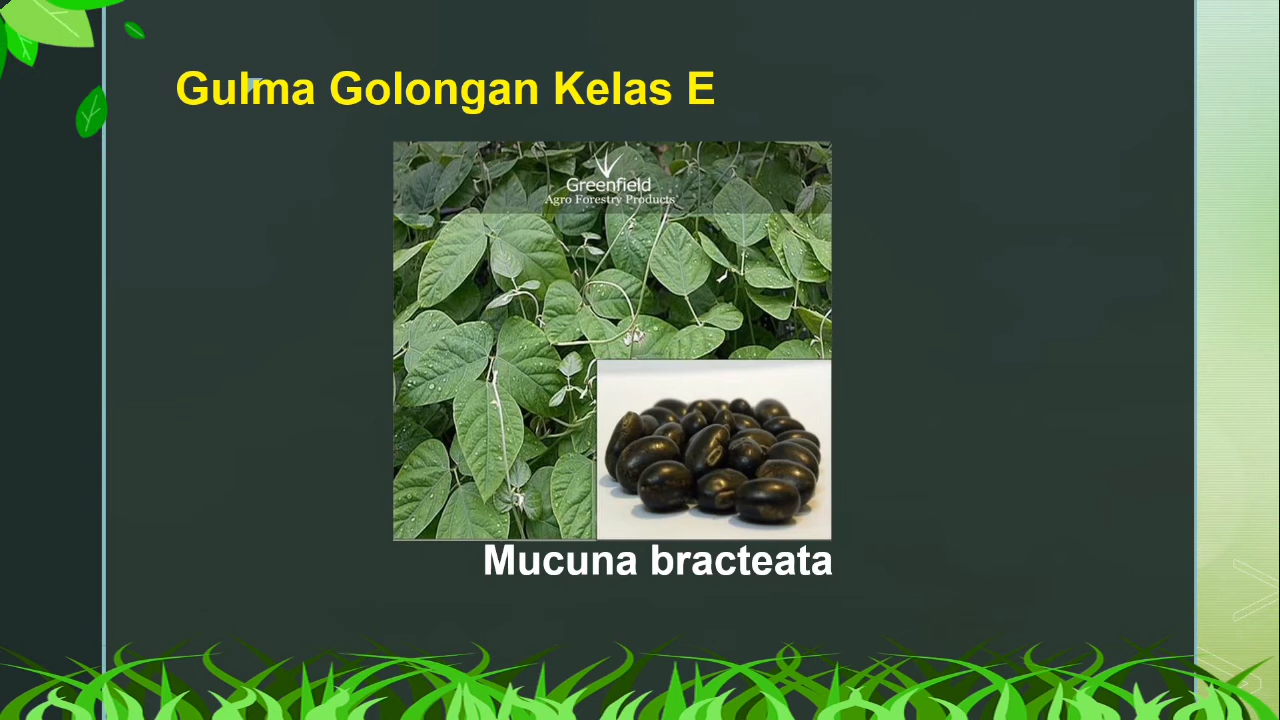 Gulma Golongan Kelas E
Greenfield
Agro Forestry Products
Mucuna bracteata